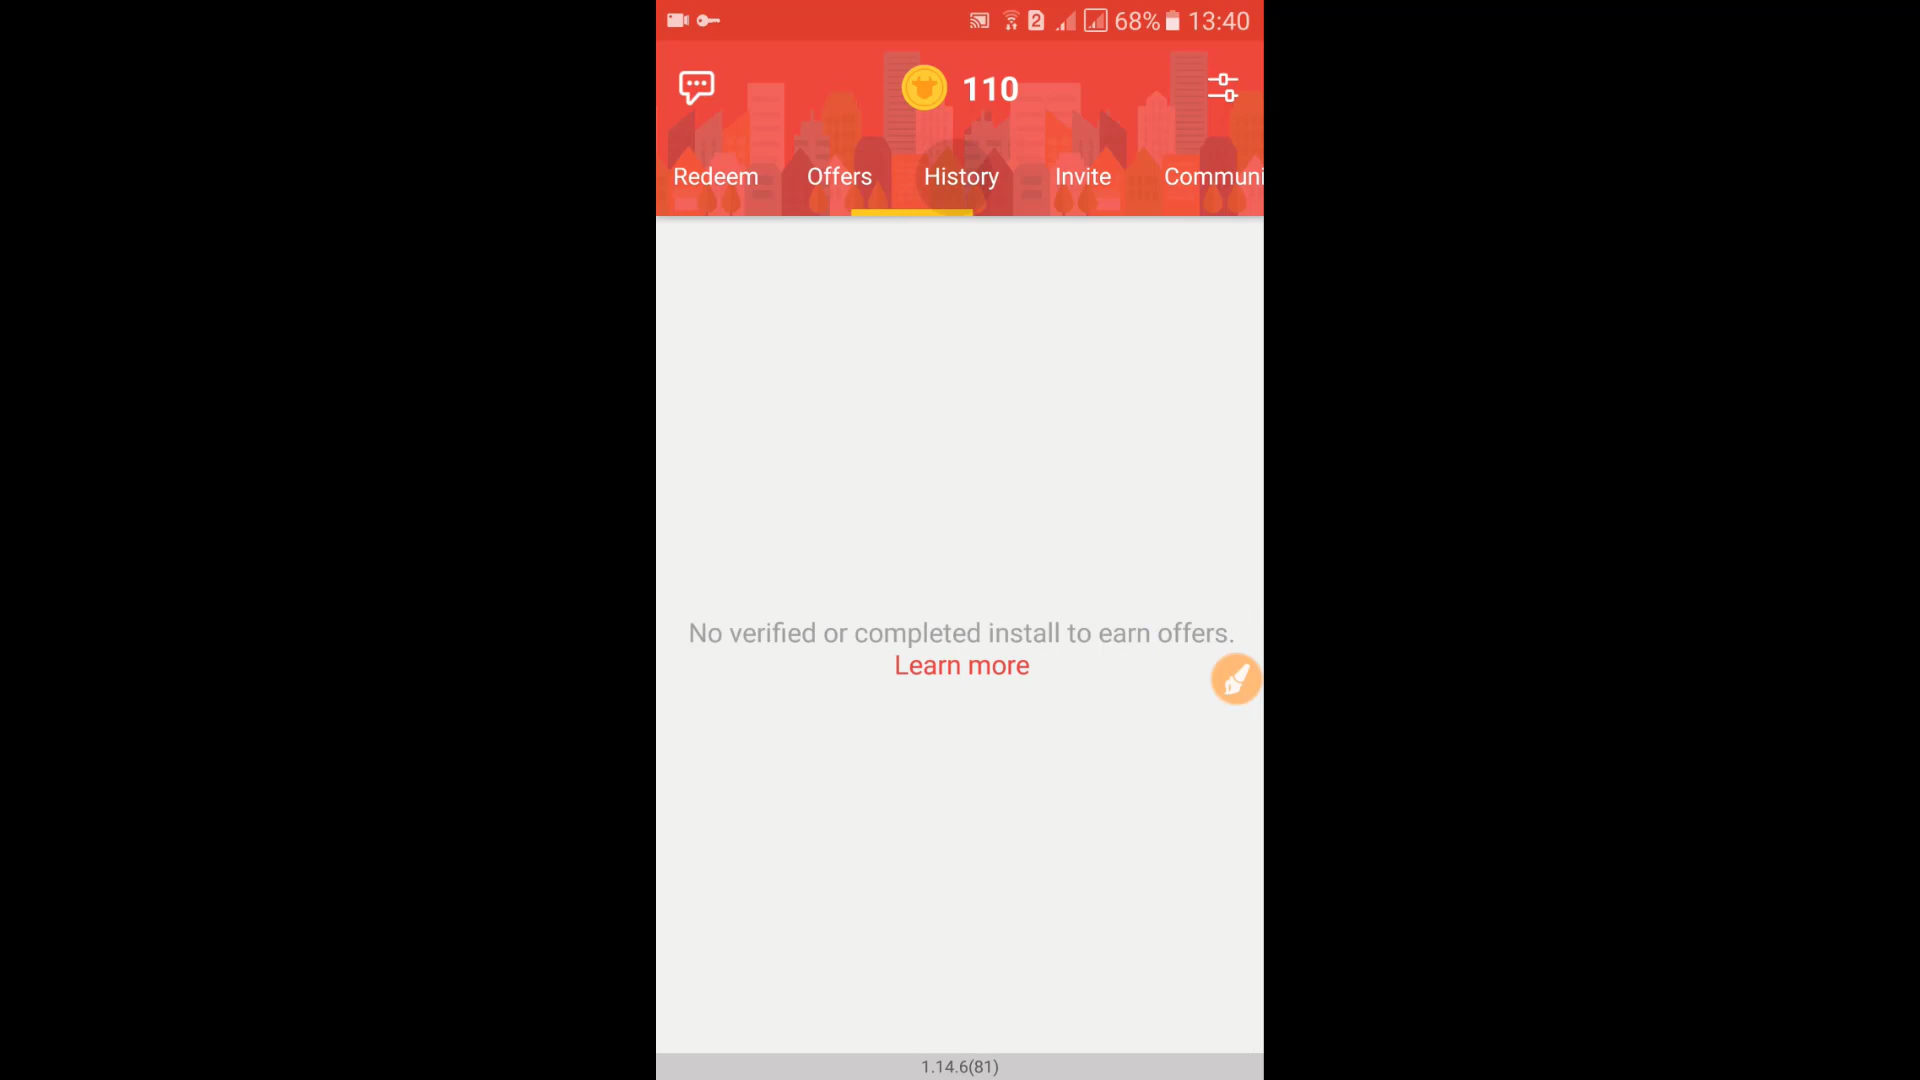 2 68% 13:40
110
Redeem Offers History Invite Communi
No verified or completed install to earn offers.
Learn more
1.14.6(81)